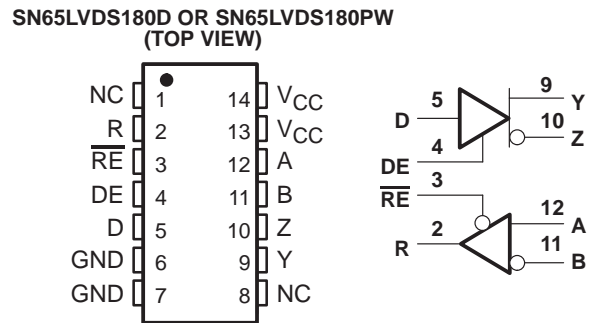 SN65LVDS180D OR SN65LVDS180PW
(TOP VIEW)
NC 1 14 VCC
R 2 13 VCC
RE 3 12 A
DE 4 11 B
D 5 10 Z
GND 6 9 Y
GND 7 8 NC
D 5 9 Y
10 Z
DE 4
RE 3
R 2 12 A
11 B